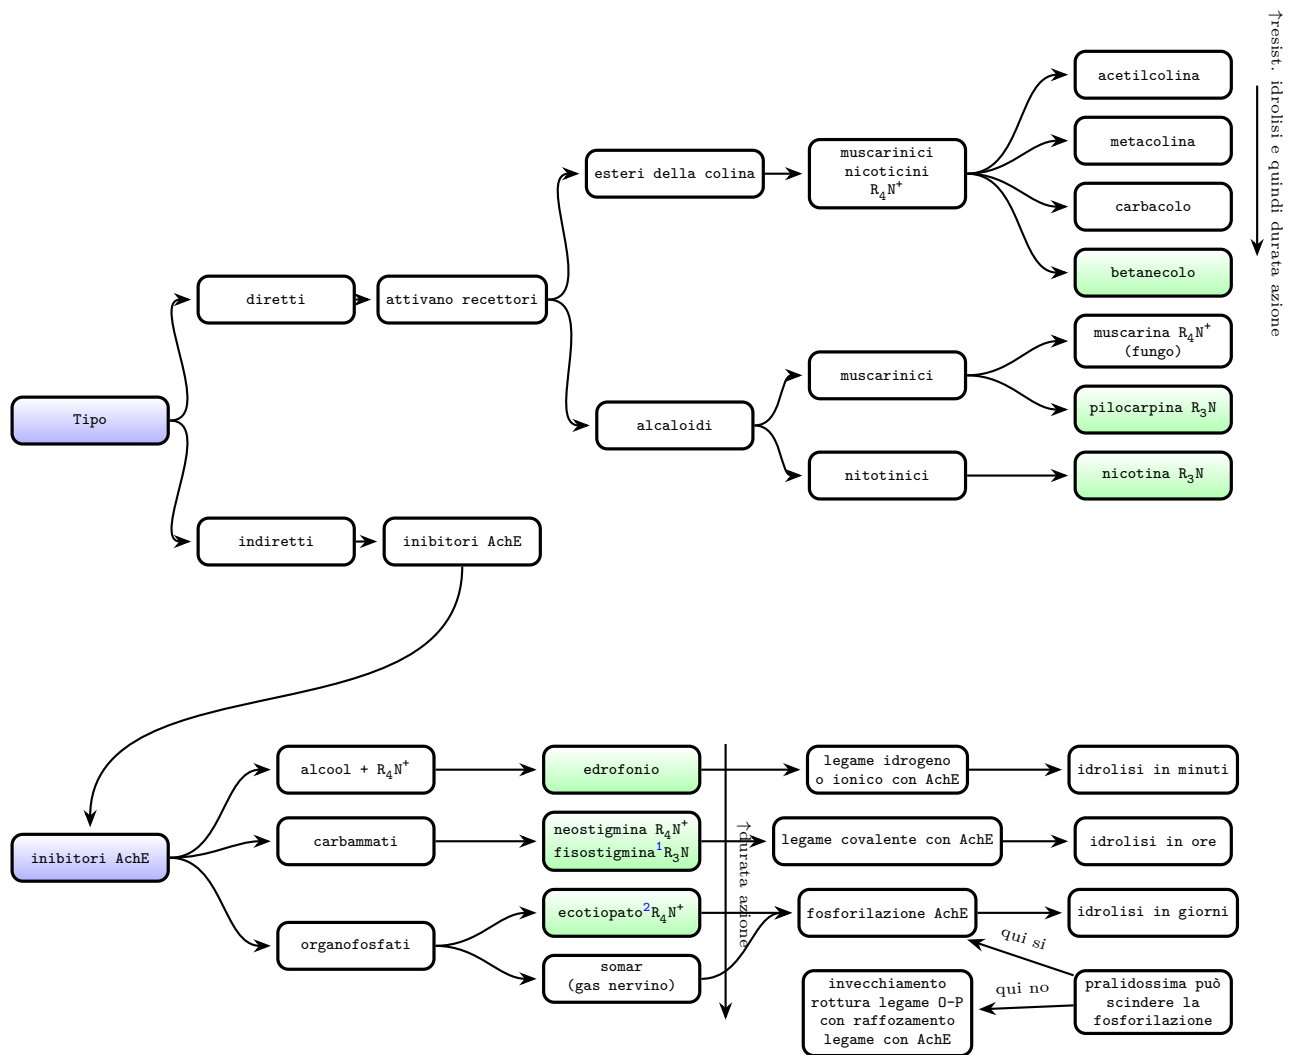 ↑resist. idrolisi e quindi durata azione
acetilcolina
metacolina
carbacolo
betanecolo
esteri della colina
muscarinici
nicoticini
R₄N⁺
diretti
attivano recettori
muscarina R₄N⁺
(fungo)
muscarinici
pilocarpina R₃N
Tipo
alcaloidi
nitotinici
nicotina R₃N
indiretti
inibitori AchE
alcool + R₄N⁺
edrofonio
legame idrogeno
o ionico con AchE
idrolisi in minuti
inibitori AchE
carbammati
neostigmina R₄N⁺
fisostigmina¹R₃N
↑durata azione
legame covalente con AchE
idrolisi in ore
organofosfati
ecotiopato²R₄N⁺
fosforilazione AchE
idrolisi in giorni
somar
(gas nervino)
qui si
qui no
invecchiamento
rottura legame O-P
con raffozamento
legame con AchE
pralidossima può
scindere la
fosforilazione